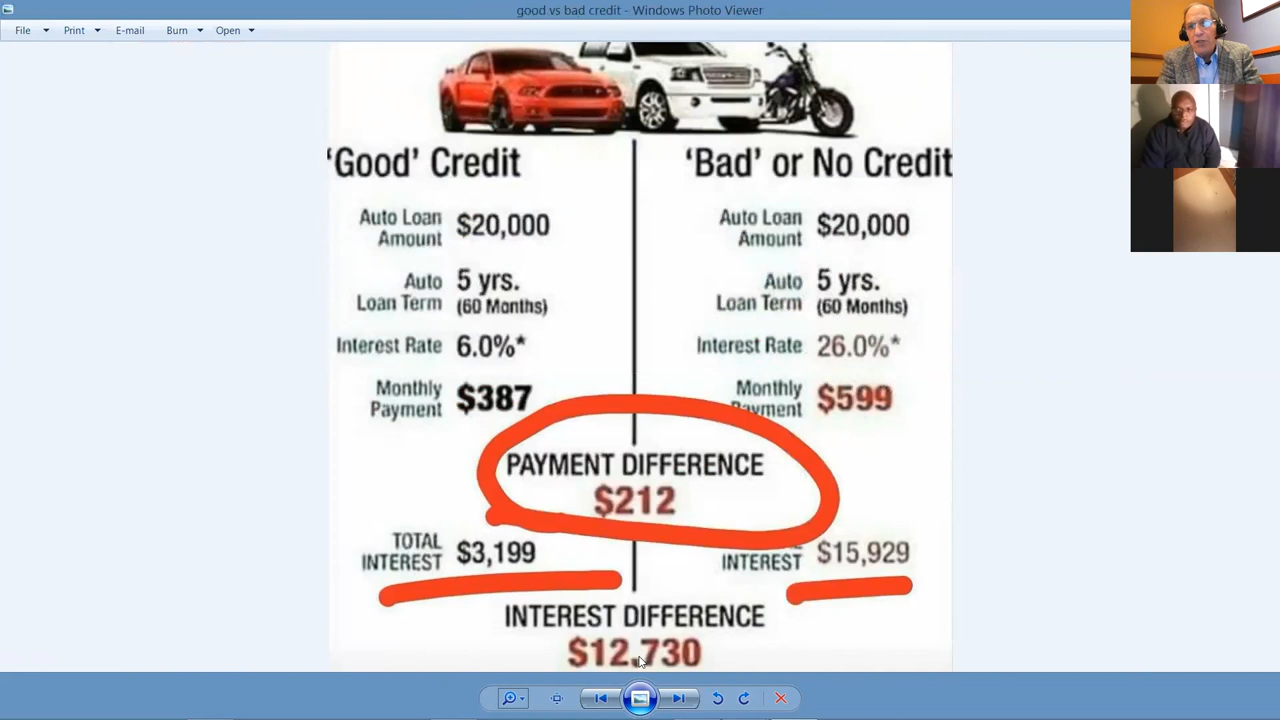 good vs bad credit - Windows Photo Viewer
File Print E-mail Burn Open
'Good' Credit
Auto Loan Amount $20,000
Auto Loan Term 5 yrs. (60 Months)
Interest Rate 6.0%*
Monthly Payment $387
'Bad' or No Credit
Auto Loan Amount $20,000
Auto Loan Term 5 yrs. (60 Months)
Interest Rate 26.0%*
Monthly Payment $599
PAYMENT DIFFERENCE
$212
TOTAL INTEREST $3,199
INTEREST $15,929
INTEREST DIFFERENCE
$12,730